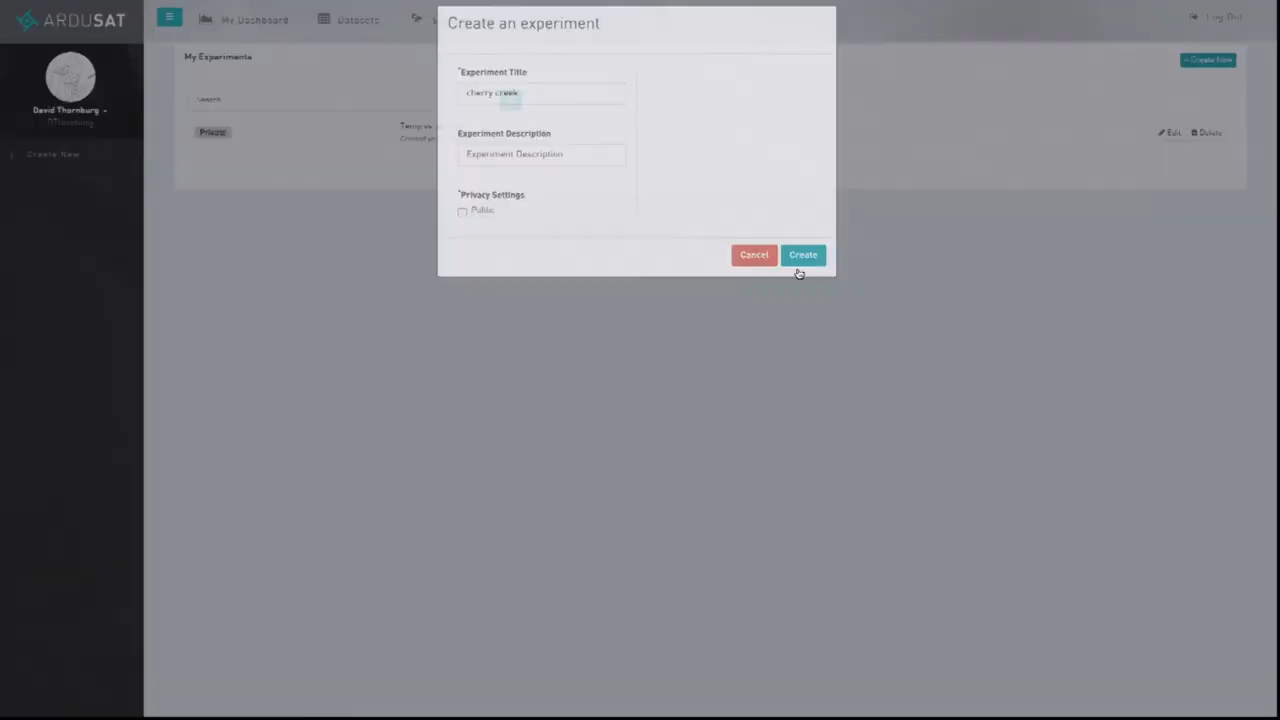 ARDUSAT
My Dashboard
Datasets
Log Out
David Thornburg
DThornburg
Create New
My Experiments
+ Create New
Search
Private
Edit
Delete
Create an experiment
*Experiment Title
cherry creek
Experiment Description
Experiment Description
*Privacy Settings
Public
Cancel
Create